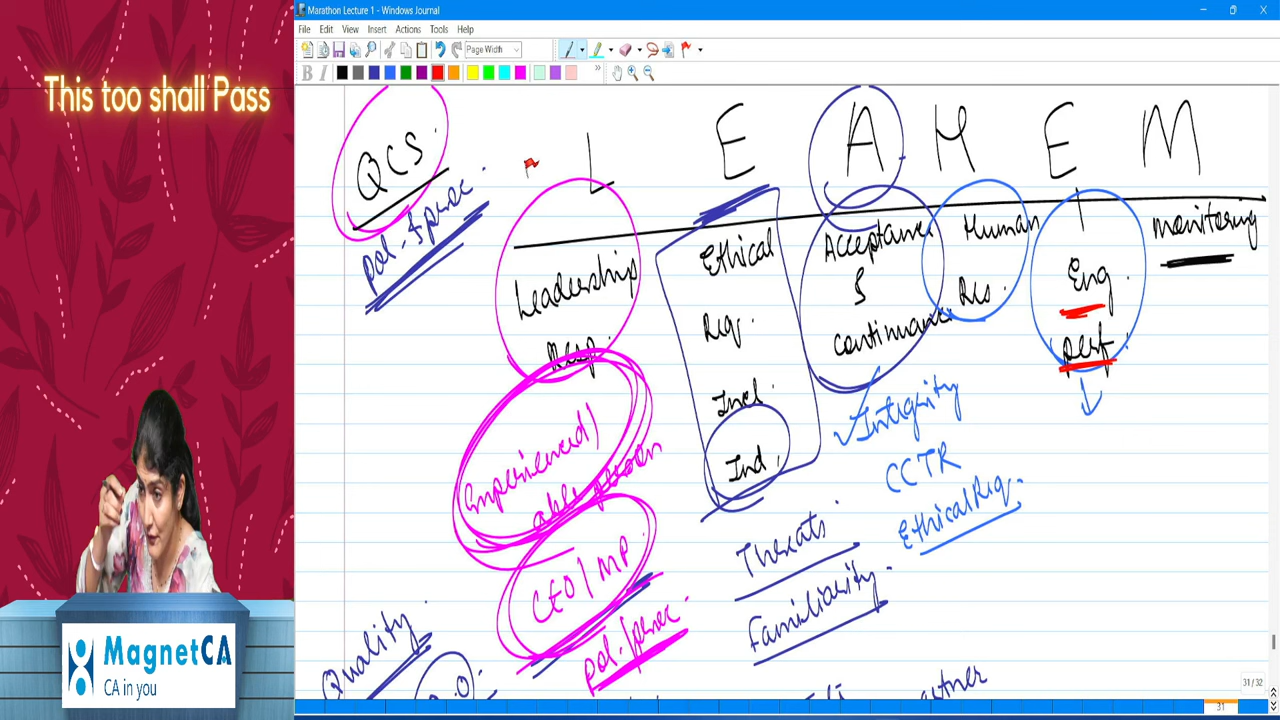 This too shall Pass
MagnetCA
CA in you
Marathon Lecture 1 - Windows Journal
File Edit View Insert Actions Tools Help
Page Width
QCS
Pol. & proc.
L E A H E M
Leadership
Resp.
Ethical
Req.
Incl.
Ind.
Acceptance
&
continuance
Human
Res.
Eng.
perf.
monitoring
Experienced/
able person
CEO/MP
pol./proc.
Threats
Familiarity
Integrity
CCTR
Ethical Req.
Quality
31 / 32
31